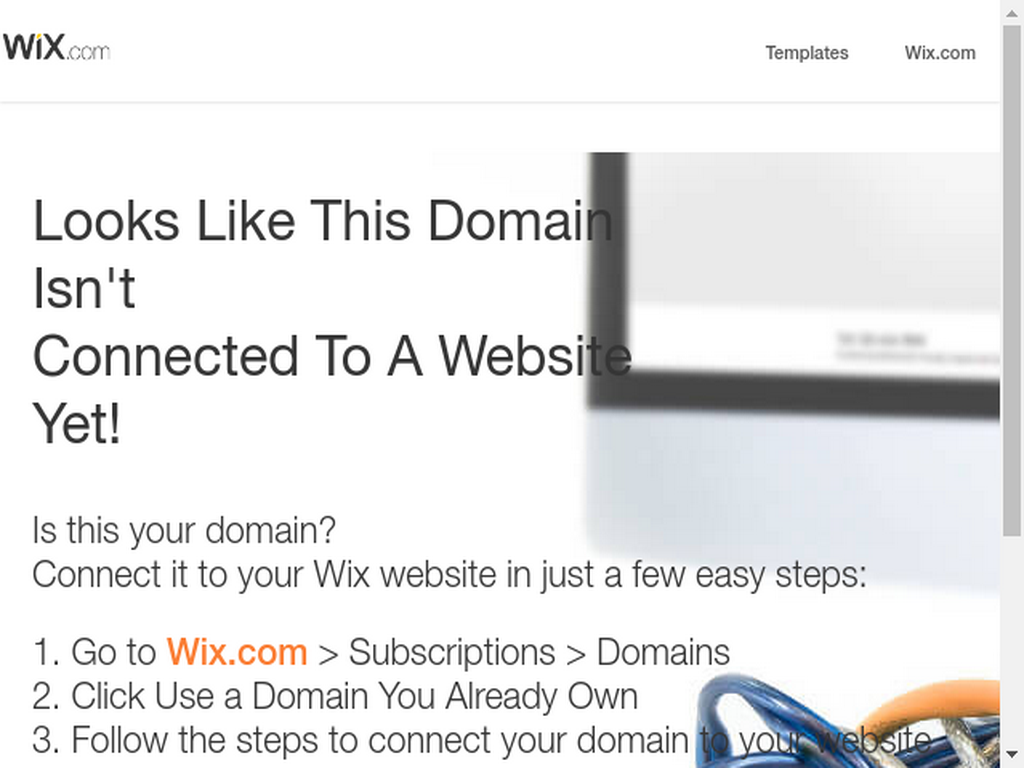 WiX.com
Templates
Wix.com
Looks Like This Domain
Isn't
Connected To A Website
Yet!
Is this your domain?
Connect it to your Wix website in just a few easy steps:
1. Go to Wix.com > Subscriptions > Domains
2. Click Use a Domain You Already Own
3. Follow the steps to connect your domain to your website